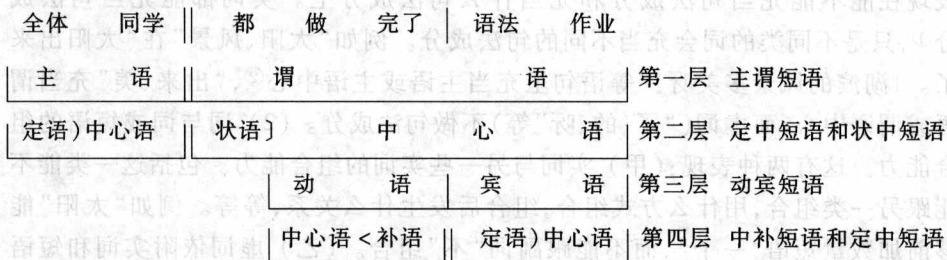 全体 同学 都 做 完了 语法 作业
主 语 谓 语 第一层 主谓短语
定语)中心语 状语] 中 心 语 第二层 定中短语和状中短语
动 语 宾 语 第三层 动宾短语
中心语<补语 定语)中心语 第四层 中补短语和定中短语